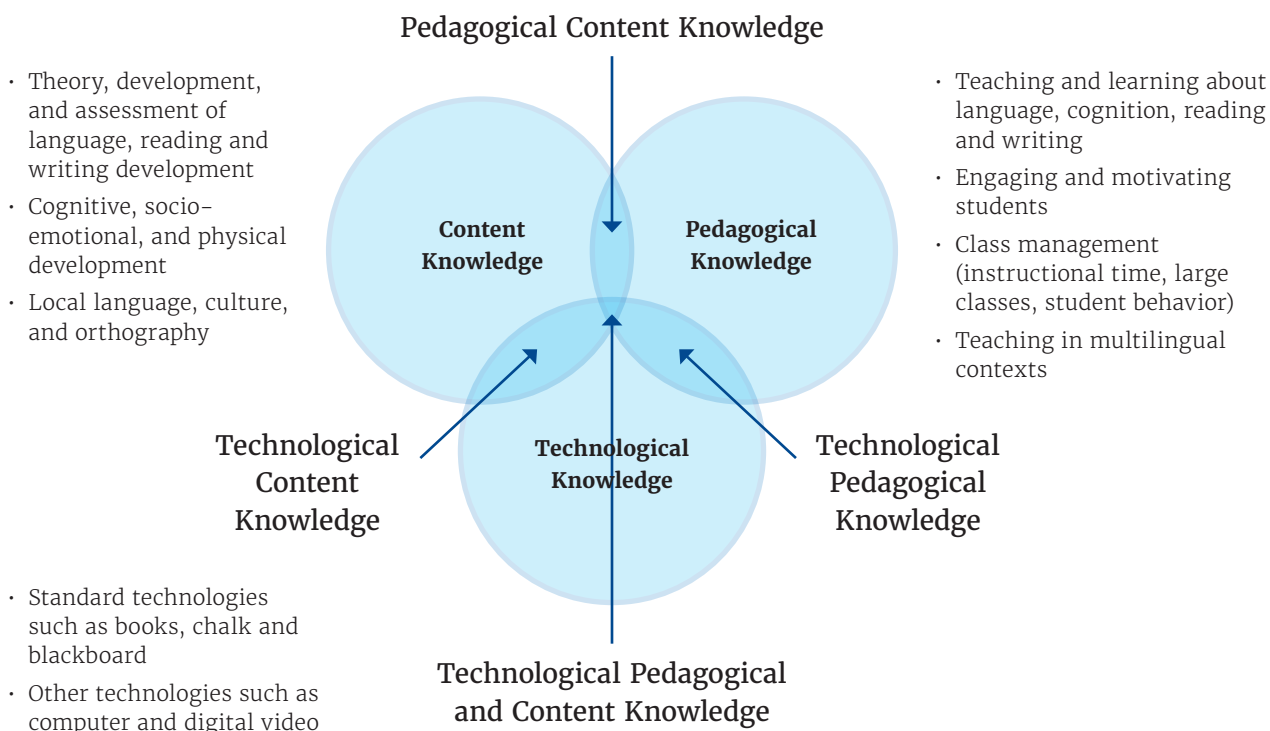 Pedagogical Content Knowledge
· Theory, development,
and assessment of
language, reading and
writing development
· Cognitive, socio-
emotional, and physical
development
· Local language, culture,
and orthography
Content
Knowledge
Pedagogical
Knowledge
· Teaching and learning about
language, cognition, reading
and writing
· Engaging and motivating
students
· Class management
(instructional time, large
classes, student behavior)
· Teaching in multilingual
contexts
Technological
Content
Knowledge
Technological
Knowledge
Technological
Pedagogical
Knowledge
· Standard technologies
such as books, chalk and
blackboard
· Other technologies such as
computer and digital video
Technological Pedagogical
and Content Knowledge